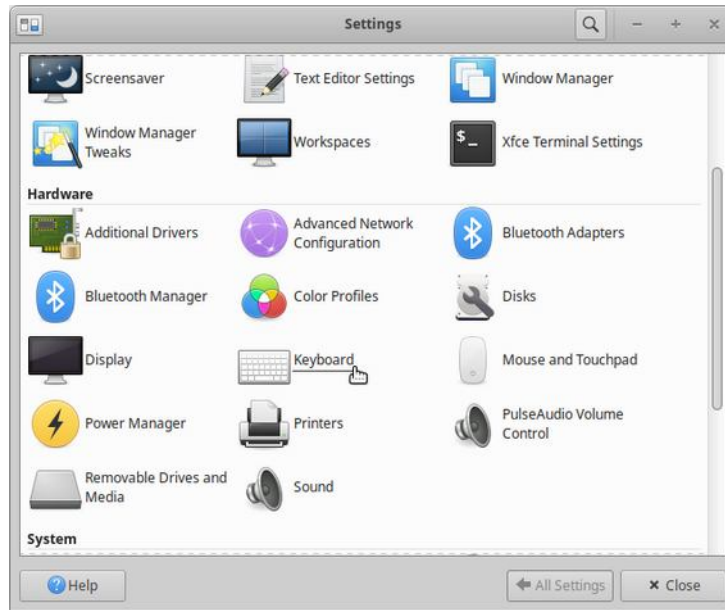 Settings
Screensaver
Text Editor Settings
Window Manager
Window Manager
Tweaks
Workspaces
$_
Xfce Terminal Settings
Hardware
Additional Drivers
Advanced Network
Configuration
Bluetooth Adapters
Bluetooth Manager
Color Profiles
Disks
Display
Keyboard
Mouse and Touchpad
Power Manager
Printers
PulseAudio Volume
Control
Removable Drives and
Media
Sound
System
? Help
All Settings
Close